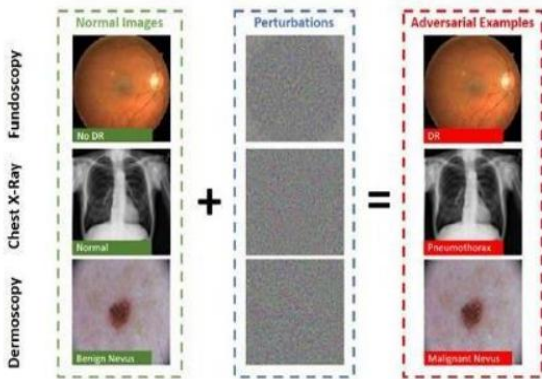 Normal Images
Perturbations
Adversarial Examples
Fundoscopy
No DR
DR
Chest X-Ray
+
=
Normal
Pneumothorax
Dermoscopy
Benign Nevus
Malignant Nevus